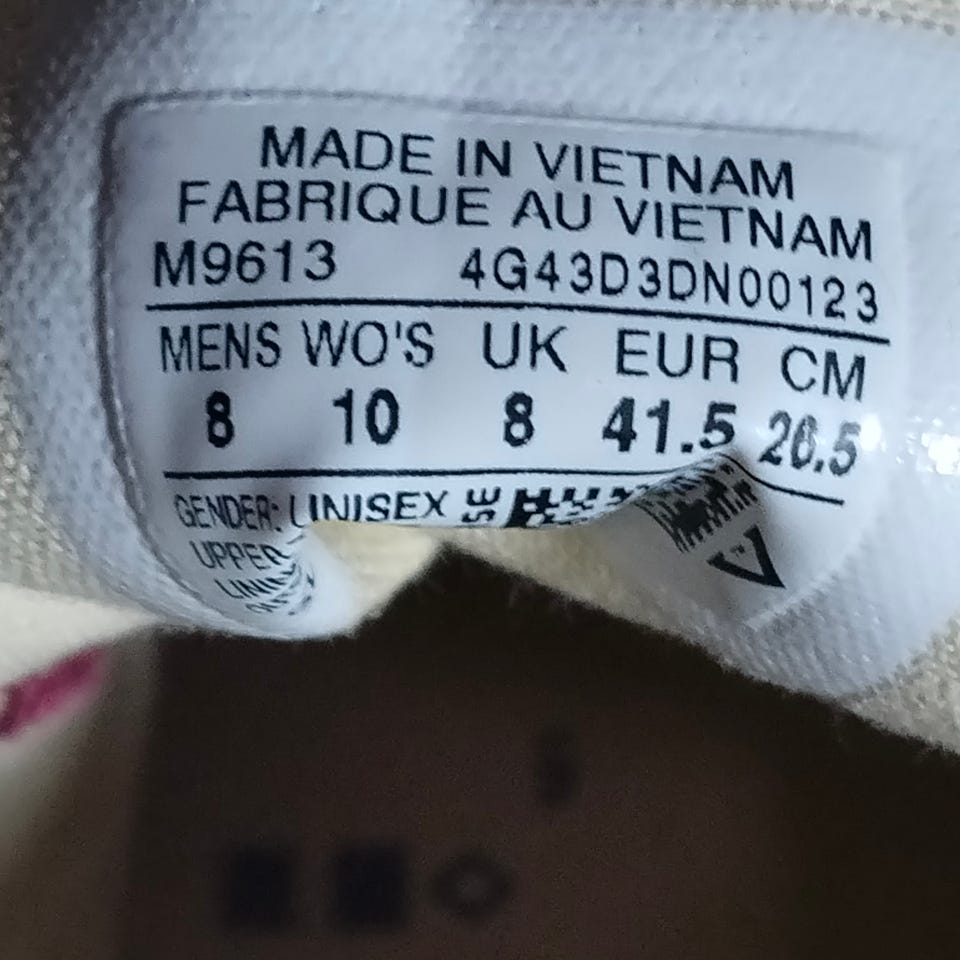 MADE IN VIETNAM
FABRIQUE AU VIETNAM
M9613 4G43D3DN00123
MENS WO'S UK EUR CM
8 10 8 41.5 26.5
GENDER: UNISEX
UPPER